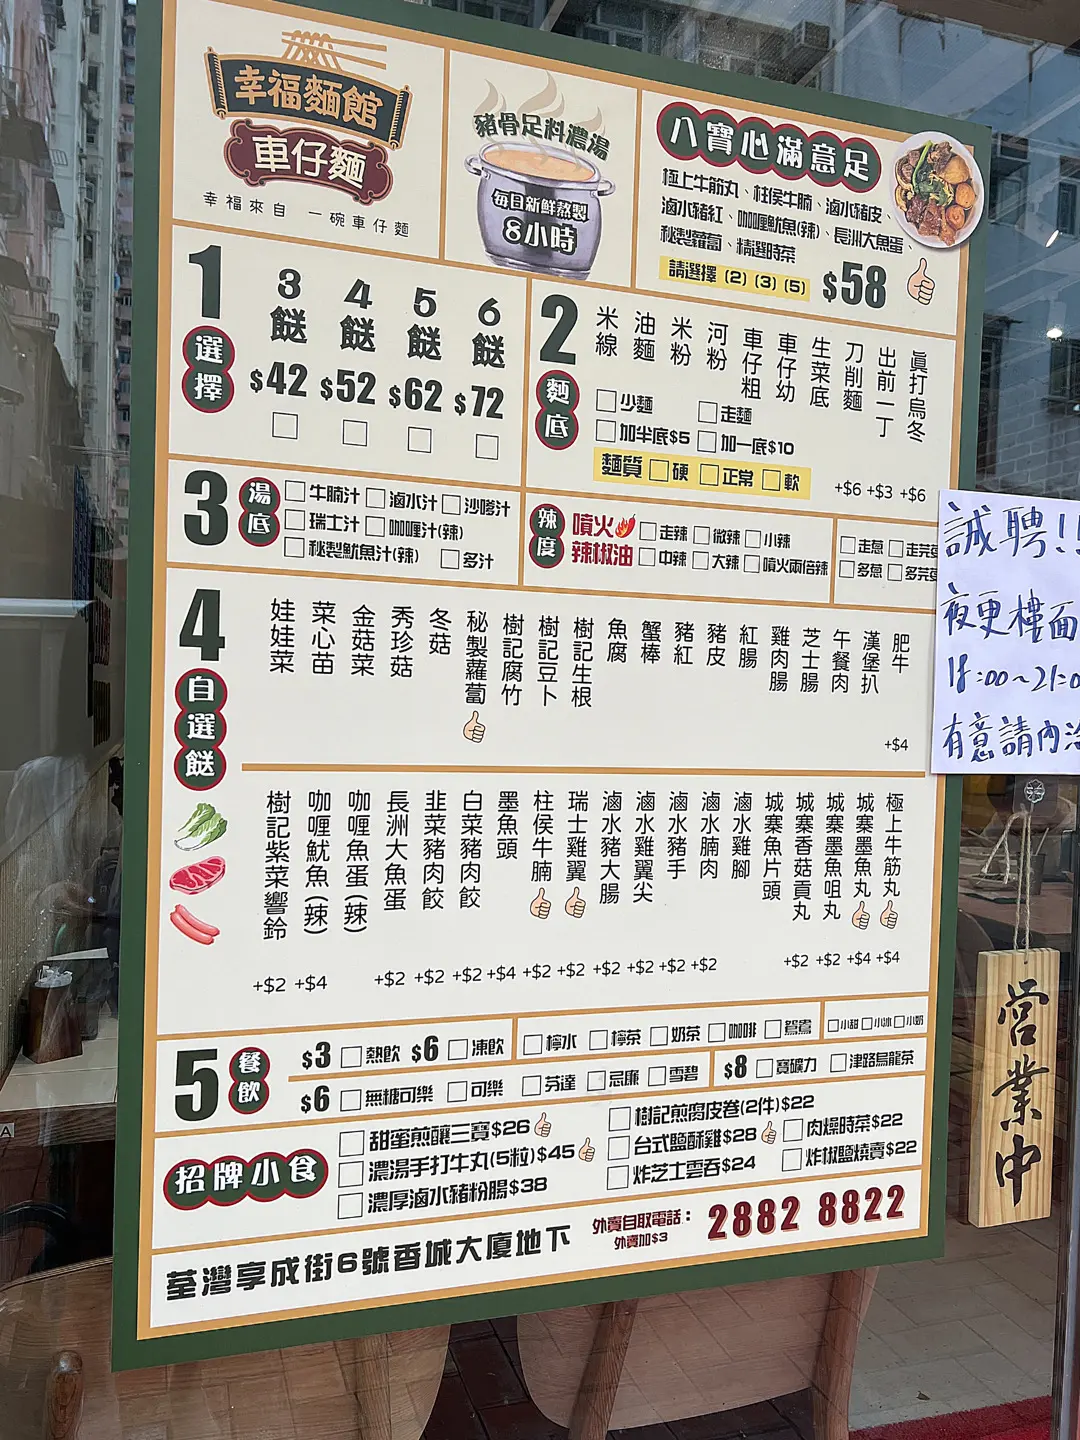 幸福麵館
車仔麵
幸福來自 一碗車仔麵
豬骨足料濃湯
每日新鮮熬製
8小時
八寶心滿意足
極上牛筋丸、柱侯牛腩、滷水豬皮、
滷水豬紅、咖喱魷魚(辣)、長洲大魚蛋、
秘製蘿蔔、精選時菜
請選擇 (2) (3) (5) $58
1 選擇
3餸 4餸 5餸 6餸
$42 $52 $62 $72
2 麵底
米線 油麵 米粉 河粉 車仔粗 車仔幼 生菜底 刀削麵 出前一丁 真打烏冬
少麵 走麵
加半底$5 加一底$10
麵質 硬 正常 軟
+$6 +$3 +$6
3 湯底
牛腩汁 滷水汁 沙嗲汁
瑞士汁 咖喱汁(辣)
秘製魷魚汁(辣) 多汁
辣度
噴火辣椒油
走辣 微辣 小辣
中辣 大辣 噴火兩倍辣
走蔥 走芫
多蔥 多芫
4 自選餸
娃娃菜 菜心苗 金菇菜 秀珍菇 冬菇 秘製蘿蔔 樹記腐竹 樹記豆卜 樹記生根 魚腐 蟹棒 豬紅 豬皮 紅腸 雞肉腸 芝士腸 午餐肉 漢堡扒 肥牛
+$4
樹記紫菜響鈴 咖喱魷魚(辣) 咖喱魚蛋(辣) 長洲大魚蛋 韭菜豬肉餃 白菜豬肉餃 墨魚頭 柱侯牛腩 瑞士雞翼 滷水豬大腸 滷水雞翼尖 滷水豬手 滷水腩肉 滷水雞腳 城寨魚片頭 城寨香菇貢丸 城寨墨魚咀丸 城寨墨魚丸 極上牛筋丸
+$2 +$4 +$2 +$2 +$2 +$4 +$2 +$2 +$2 +$2 +$2 +$2 +$2 +$2 +$4 +$4
5 餐飲
$3 熱飲 $6 凍飲 檸水 檸茶 奶茶 咖啡 鴛鴦 小甜 小冰 小奶
$6 無糖可樂 可樂 芬達 忌廉 雪碧 $8 寶礦力 津路烏龍茶
招牌小食
甜蜜煎釀三寶$26
濃湯手打牛丸(5粒)$45
濃厚滷水豬粉腸$38
樹記煎腐皮卷(2件)$22
台式鹽酥雞$28 肉燥時菜$22
炸芝士雲吞$24 炸椒鹽燒賣$22
荃灣享成街6號香城大廈地下
外賣自取電話：
外賣加$3
2882 8822
誠聘!!
夜更樓面
18:00~21:0
有意請內洽
營業中
A